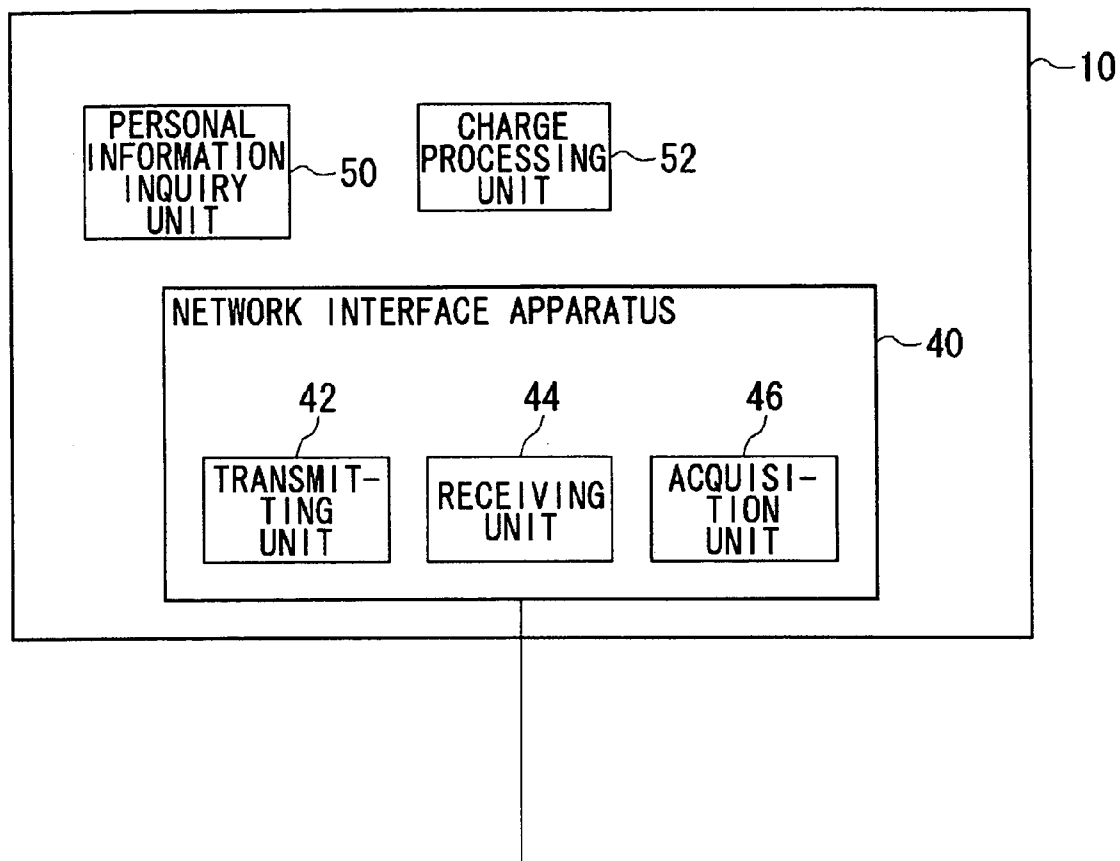 10
PERSONAL
INFORMATION
INQUIRY
UNIT
50
CHARGE
PROCESSING
UNIT
52
NETWORK INTERFACE APPARATUS
40
42
44
46
TRANSMIT-
TING
UNIT
RECEIVING
UNIT
ACQUISI-
TION
UNIT